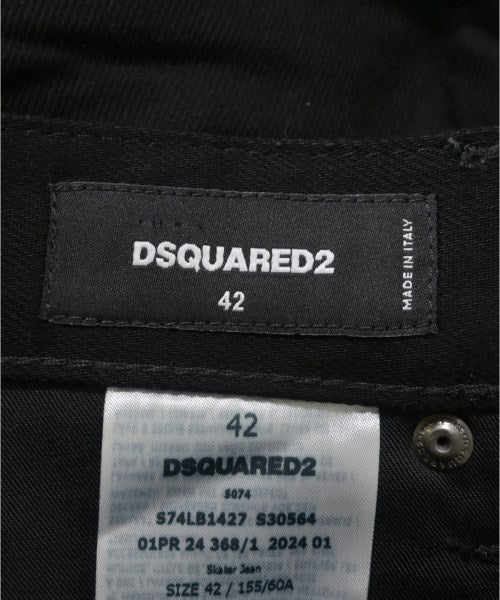 DSQUARED2
42
MADE IN ITALY
42
DSQUARED2
S074
S74LB1427 S30564
01PR 24 368/1 2024 01
Skater Jean
SIZE 42 / 155/60A